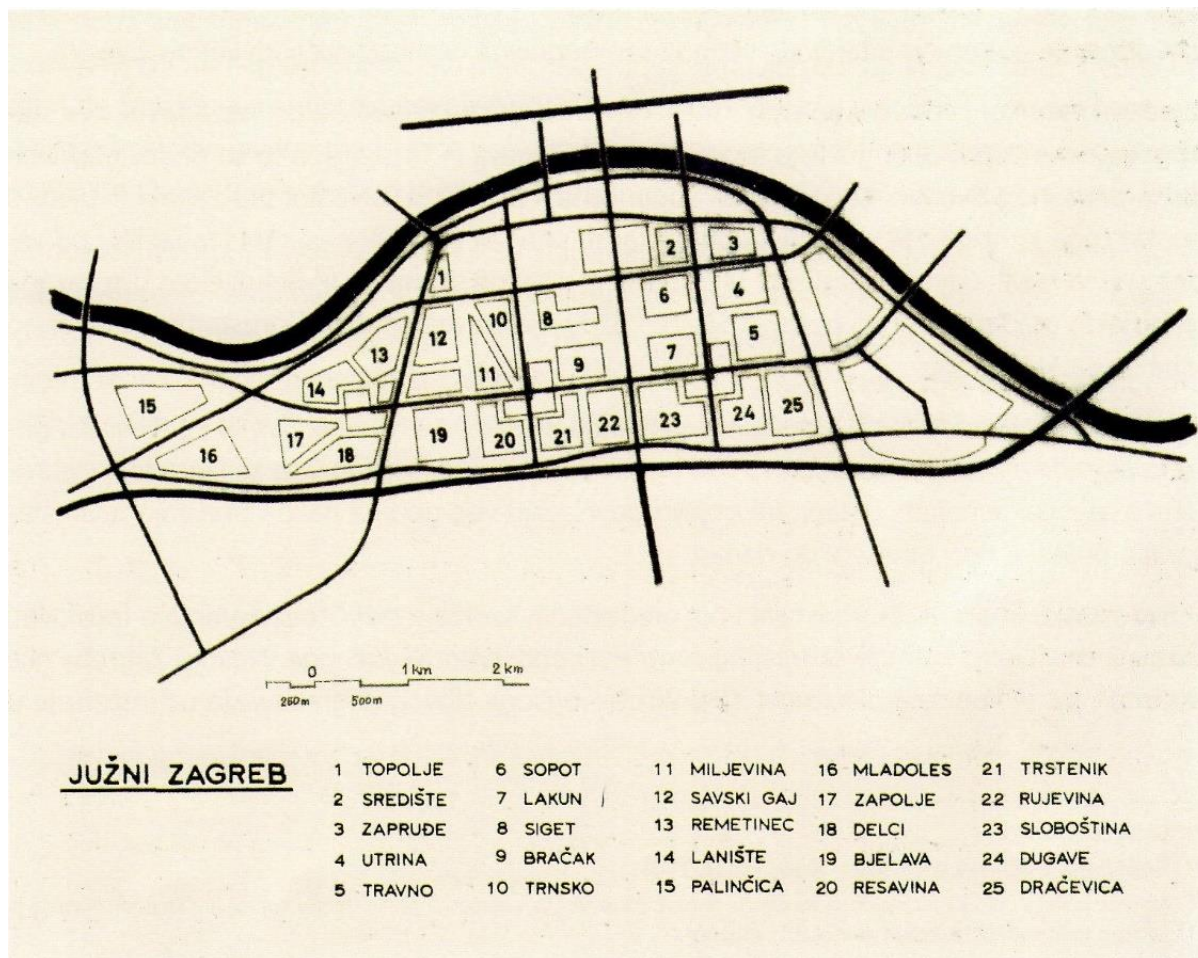 2
3
1
4
6
10
8
12
5
13
7
9
11
14
15
25
24
23
22
19
17
21
20
16
18
0 1 km 2 km
250m 500m
JUŽNI ZAGREB
1 TOPOLJE
2 SREDIŠTE
3 ZAPRUĐE
4 UTRINA
5 TRAVNO
6 SOPOT
7 LAKUN
8 SIGET
9 BRAČAK
10 TRNSKO
11 MILJEVINA
12 SAVSKI GAJ
13 REMETINEC
14 LANIŠTE
15 PALINČICA
16 MLADOLES
17 ZAPOLJE
18 DELCI
19 BJELAVA
20 RESAVINA
21 TRSTENIK
22 RUJEVINA
23 SLOBOŠTINA
24 DUGAVE
25 DRAČEVICA